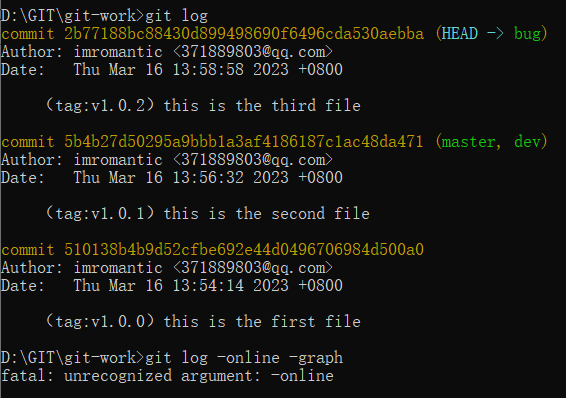 D:\GIT\git-work>git log
commit 2b77188bc88430d899498690f6496cda530aebba (HEAD -> bug)
Author: imromantic <371889803@qq.com>
Date:   Thu Mar 16 13:58:58 2023 +0800
(tag:v1.0.2) this is the third file
commit 5b4b27d50295a9bbb1a3af4186187c1ac48da471 (master, dev)
Author: imromantic <371889803@qq.com>
Date:   Thu Mar 16 13:56:32 2023 +0800
(tag:v1.0.1) this is the second file
commit 510138b4b9d52cfbe692e44d0496706984d500a0
Author: imromantic <371889803@qq.com>
Date:   Thu Mar 16 13:54:14 2023 +0800
(tag:v1.0.0) this is the first file
D:\GIT\git-work>git log -online -graph
fatal: unrecognized argument: -online